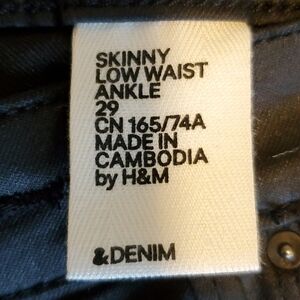 SKINNY
LOW WAIST
ANKLE
29
CN 165/74A
MADE IN
CAMBODIA
by H&M
&DENIM